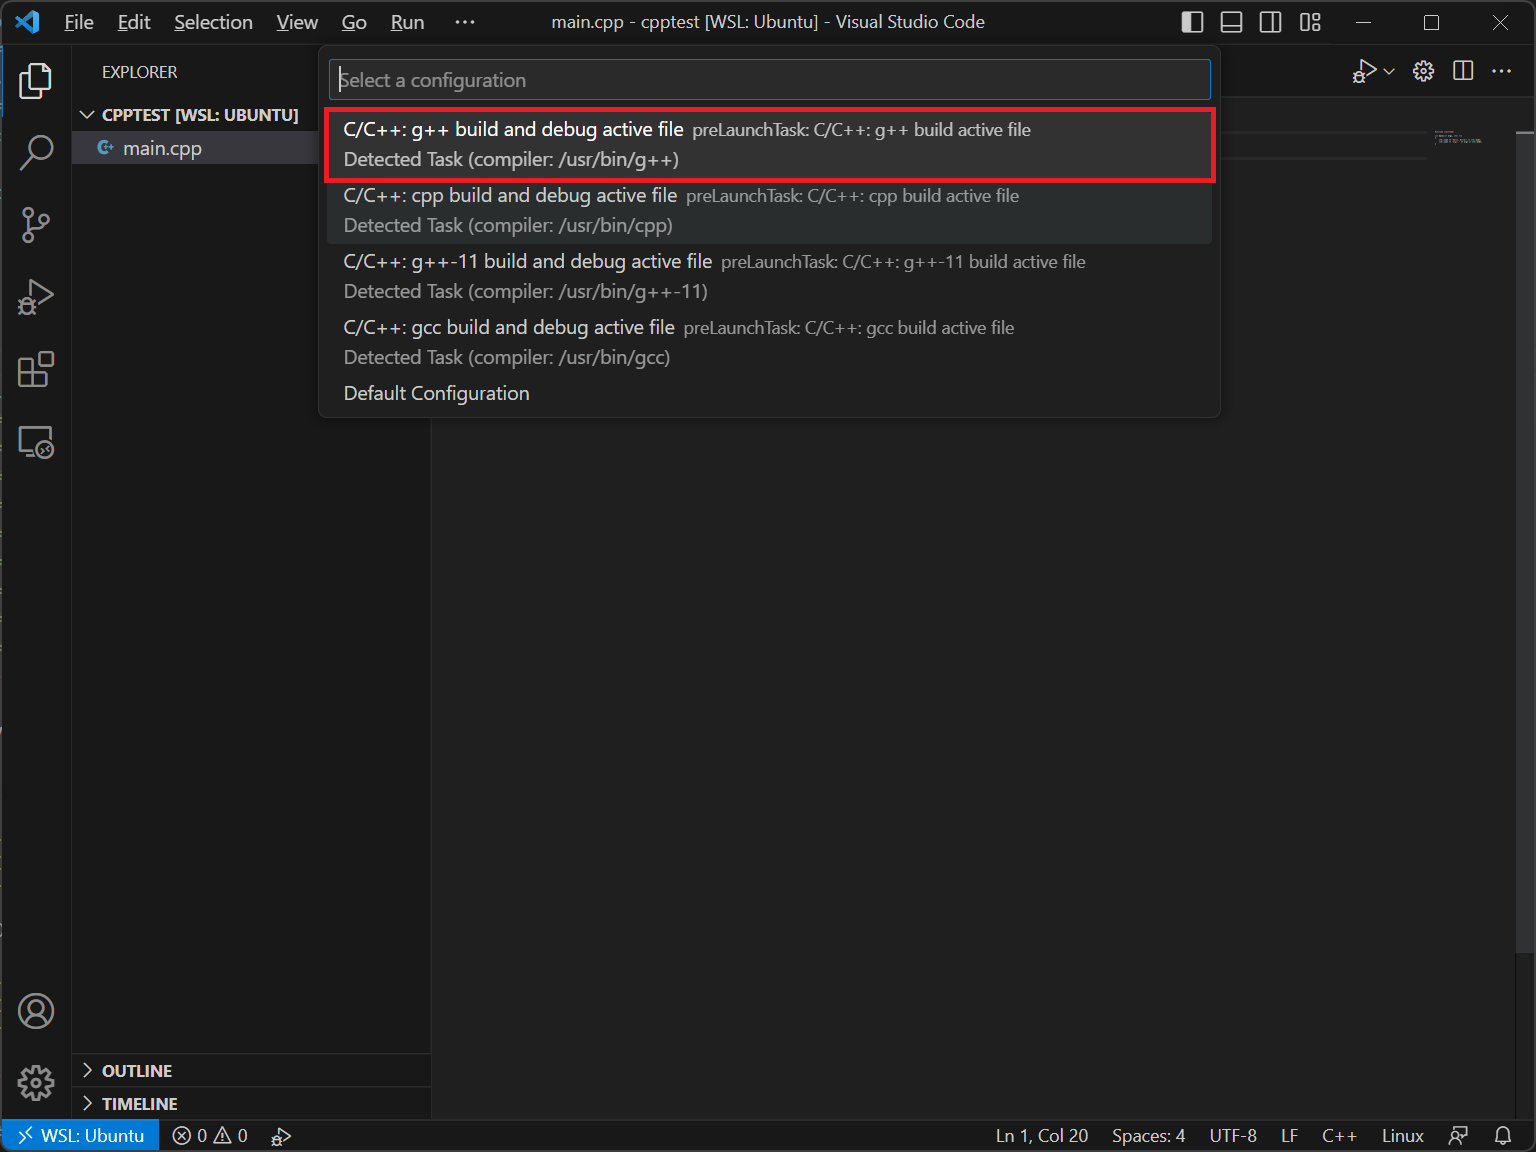 File Edit Selection View Go Run ··· main.cpp - cpptest [WSL: Ubuntu] - Visual Studio Code
EXPLORER
Select a configuration
CPPTEST [WSL: UBUNTU]
main.cpp
C/C++: g++ build and debug active file preLaunchTask: C/C++: g++ build active file
Detected Task (compiler: /usr/bin/g++)
C/C++: cpp build and debug active file preLaunchTask: C/C++: cpp build active file
Detected Task (compiler: /usr/bin/cpp)
C/C++: g++-11 build and debug active file preLaunchTask: C/C++: g++-11 build active file
Detected Task (compiler: /usr/bin/g++-11)
C/C++: gcc build and debug active file preLaunchTask: C/C++: gcc build active file
Detected Task (compiler: /usr/bin/gcc)
Default Configuration
OUTLINE
TIMELINE
WSL: Ubuntu 0 0 Ln 1, Col 20 Spaces: 4 UTF-8 LF C++ Linux